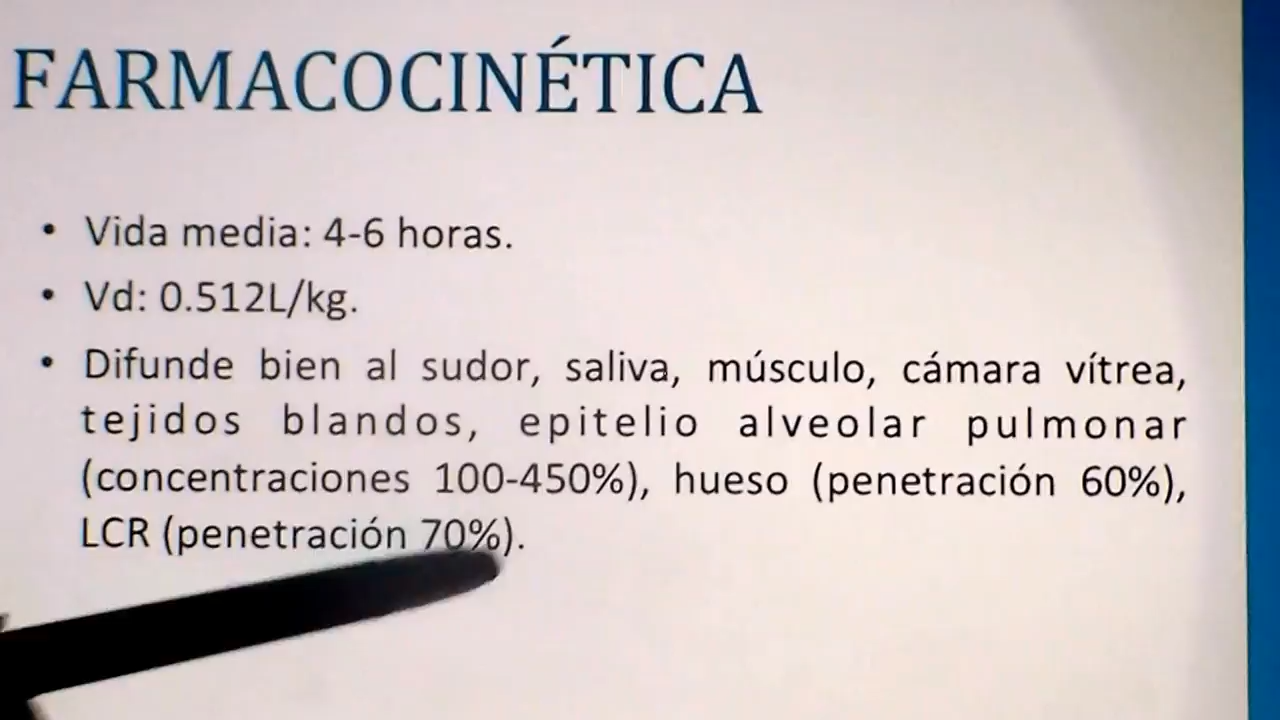 FARMACOCINÉTICA
• Vida media: 4-6 horas.
• Vd: 0.512L/kg.
• Difunde bien al sudor, saliva, músculo, cámara vítrea,
tejidos blandos, epitelio alveolar pulmonar
(concentraciones 100-450%), hueso (penetración 60%),
LCR (penetración 70%).